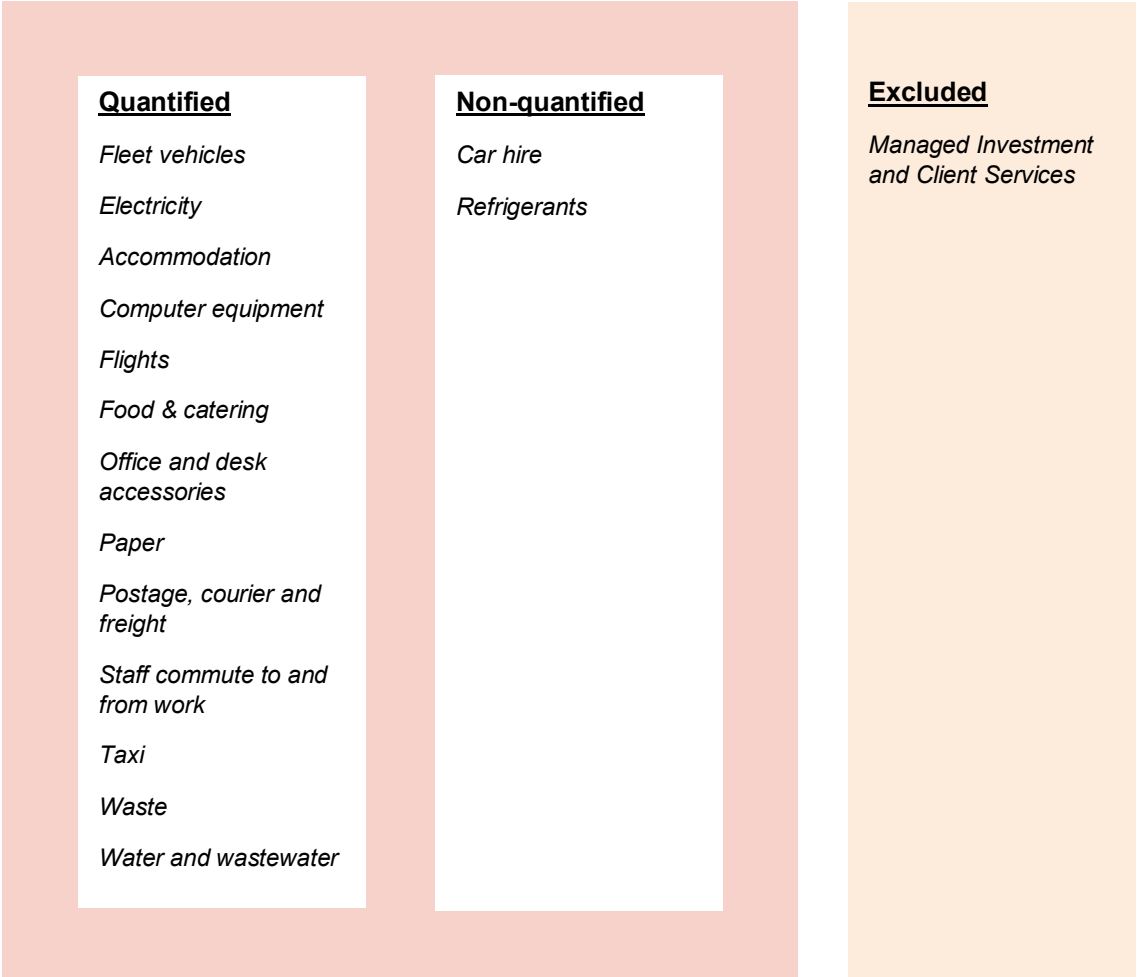 Quantified
Fleet vehicles
Electricity
Accommodation
Computer equipment
Flights
Food & catering
Office and desk
accessories
Paper
Postage, courier and
freight
Staff commute to and
from work
Taxi
Waste
Water and wastewater
Non-quantified
Car hire
Refrigerants
Excluded
Managed Investment
and Client Services